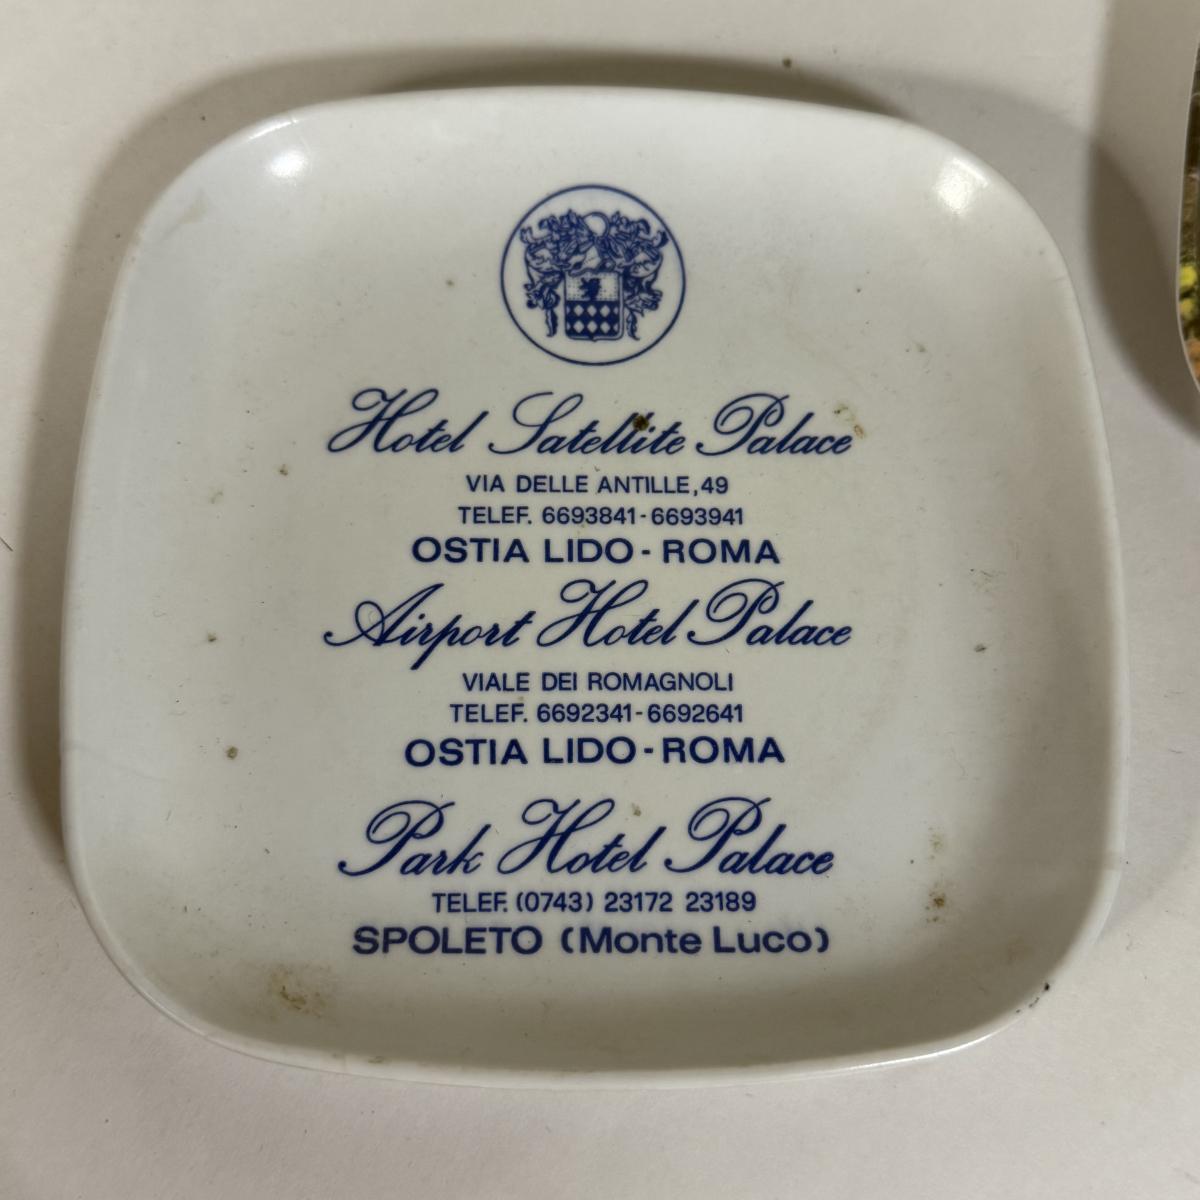 Hotel Satellite Palace
VIA DELLE ANTILLE,49
TELEF. 6693841-6693941
OSTIA LIDO-ROMA
Airport Hotel Palace
VIALE DEI ROMAGNOLI
TELEF. 6692341-6692641
OSTIA LIDO-ROMA
Park Hotel Palace
TELEF. (0743) 23172 23189
SPOLETO (Monte Luco)